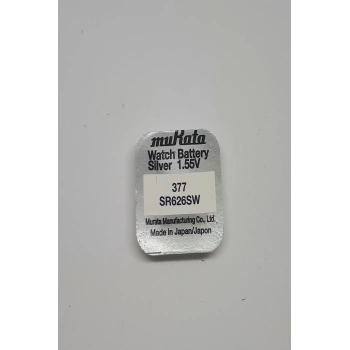 muRata
Watch Battery
Silver 1.55V
377
SR626SW
Murata Manufacturing Co., Ltd.
Made in Japan/Japon